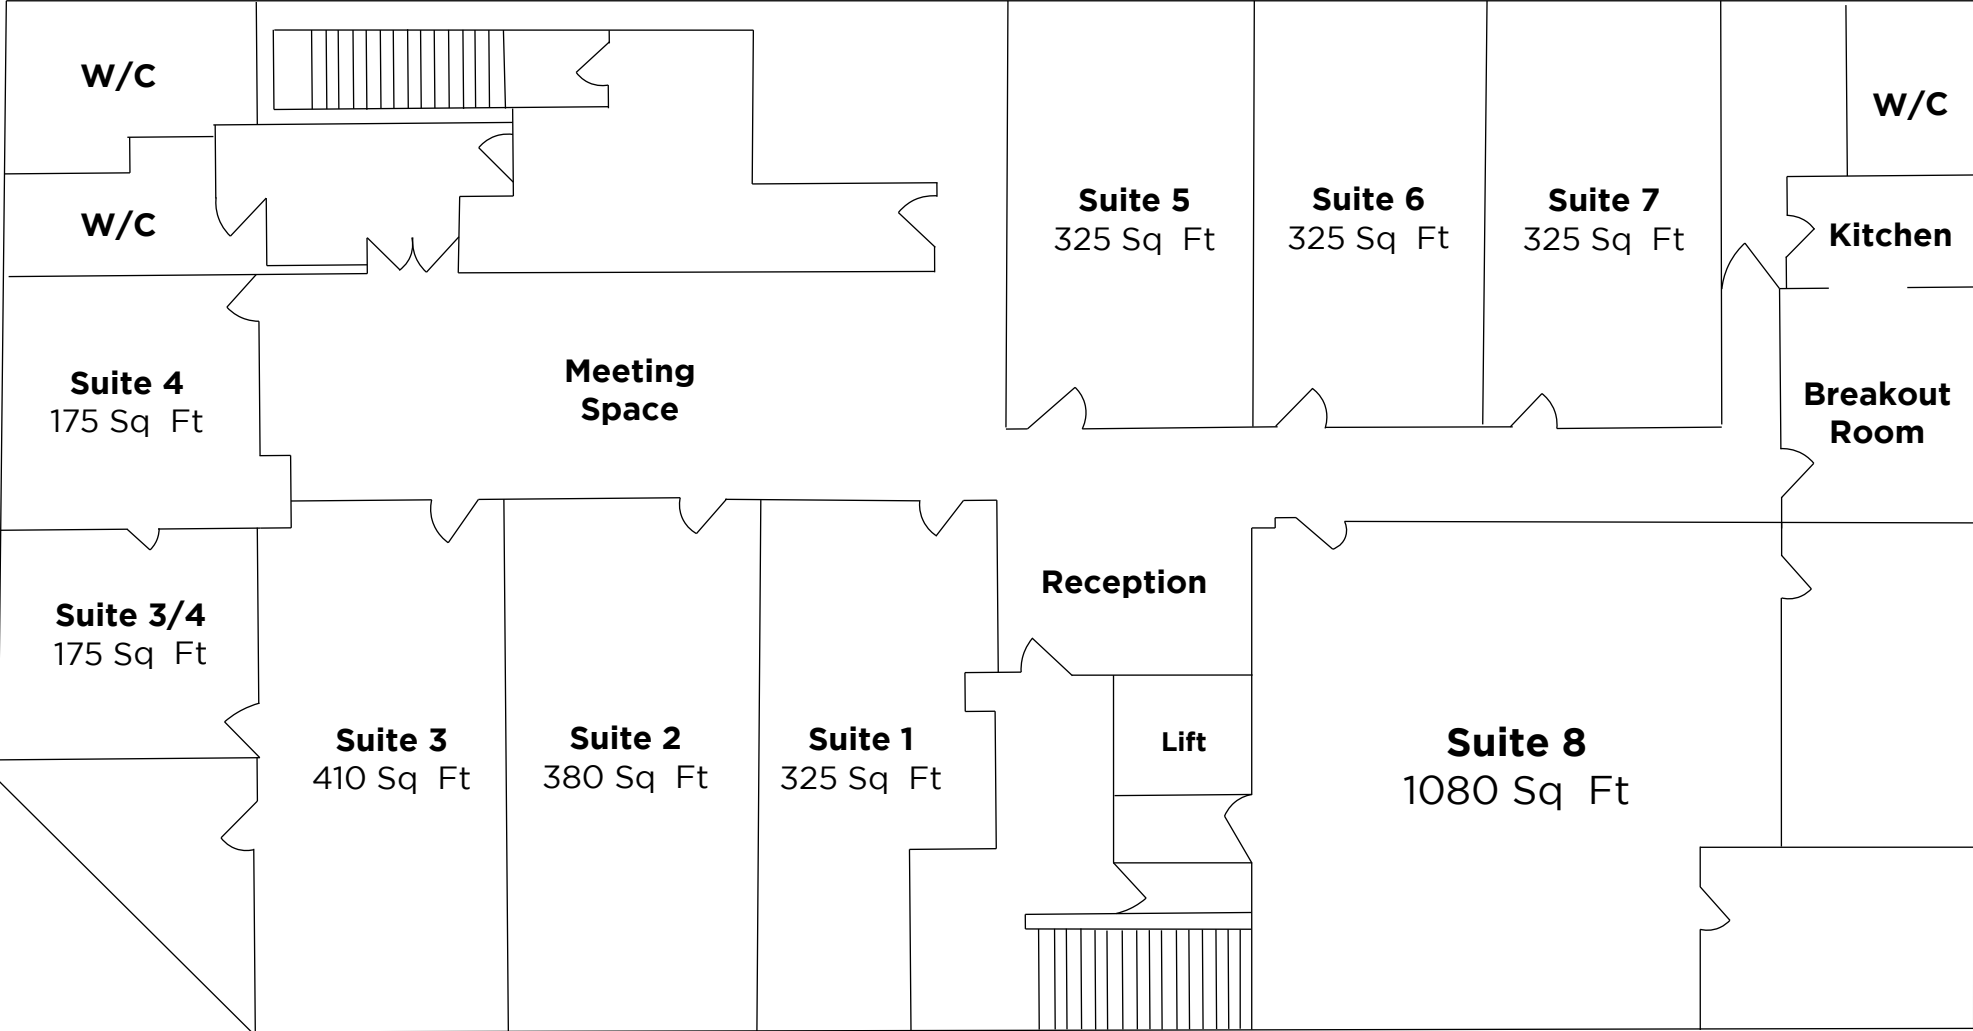 W/C
W/C
W/C
Suite 5
325 Sq Ft
Suite 6
325 Sq Ft
Suite 7
325 Sq Ft
Kitchen
Suite 4
175 Sq Ft
Meeting
Space
Breakout
Room
Reception
Suite 3/4
175 Sq Ft
Suite 3
410 Sq Ft
Suite 2
380 Sq Ft
Suite 1
325 Sq Ft
Lift
Suite 8
1080 Sq Ft